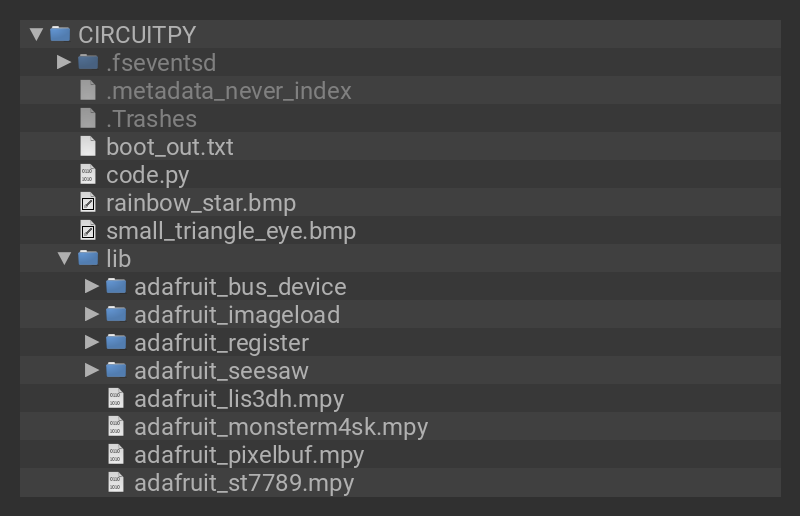 CIRCUITPY
.fseventsd
.metadata_never_index
.Trashes
boot_out.txt
code.py
rainbow_star.bmp
small_triangle_eye.bmp
lib
adafruit_bus_device
adafruit_imageload
adafruit_register
adafruit_seesaw
adafruit_lis3dh.mpy
adafruit_monsterm4sk.mpy
adafruit_pixelbuf.mpy
adafruit_st7789.mpy